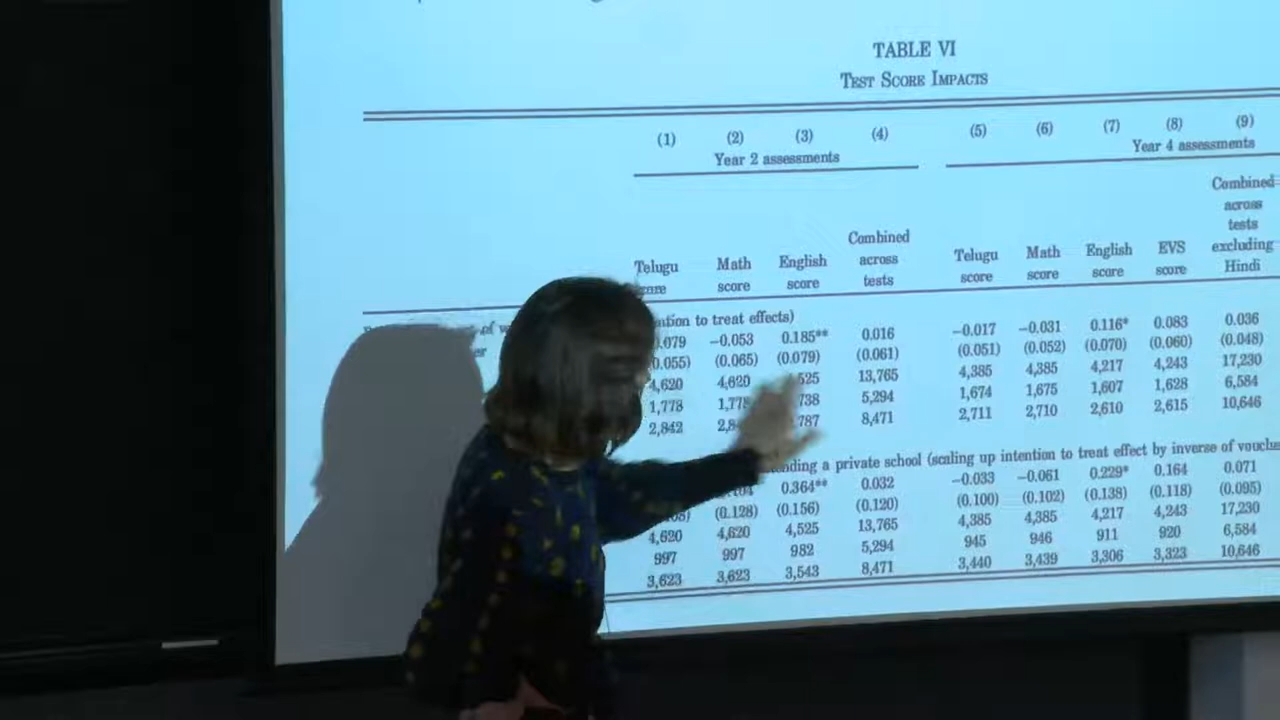 TABLE VI
TEST SCORE IMPACTS
(1) (2) (3) (4) (5) (6) (7) (8) (9)
Year 2 assessments Year 4 assessments
Combined
across
tests
excluding
Hindi
Combined
across
tests
Telugu Math English Telugu Math English EVS
score score score score score score score
to treat effects)
−0.053 0.185** 0.016 −0.017 −0.031 0.116* 0.083 0.036
(0.065) (0.079) (0.061) (0.051) (0.052) (0.070) (0.060) (0.048)
4,620 4,620 13,765 4,385 4,385 4,217 4,243 17,230
1,778 5,294 1,674 1,675 1,607 1,628 6,584
2,842 8,471 2,711 2,710 2,610 2,615 10,646
a private school (scaling up intention to treat effect by inverse of
0.364** 0.032 −0.033 −0.061 0.229* 0.164 0.071
(0.128) (0.156) (0.120) (0.100) (0.102) (0.138) (0.118) (0.095)
4,620 4,620 4,525 13,765 4,385 4,385 4,217 4,243 17,230
997 997 982 5,294 945 946 911 920 6,584
3,623 3,623 3,543 8,471 3,440 3,439 3,306 3,323 10,646